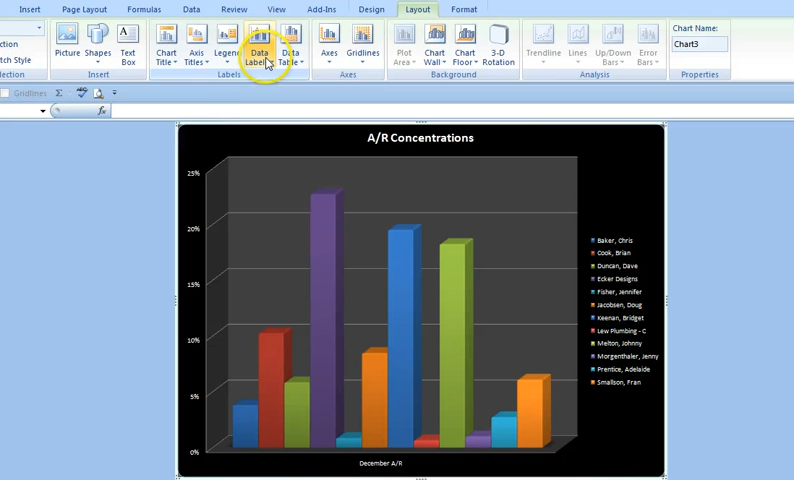 Insert Page Layout Formulas Data Review View Add-Ins Design Layout Format
ction
tch Style
lection
Picture Shapes Text Box
Insert
Chart Title Axis Titles Legend Data Labels Data Table
Labels
Axes Gridlines
Axes
Plot Area Chart Wall Chart Floor 3-D Rotation
Background
Trendline Lines Up/Down Bars Error Bars
Analysis
Chart Name:
Chart3
Properties
Gridlines Σ
fx
A/R Concentrations
25%
20%
15%
10%
5%
0%
December A/R
Baker, Chris
Cook, Brian
Duncan, Dave
Ecker Designs
Fisher, Jennifer
Jacobsen, Doug
Keenan, Bridget
Lew Plumbing - C
Melton, Johnny
Morgenthaler, Jenny
Prentice, Adelaide
Smallson, Fran